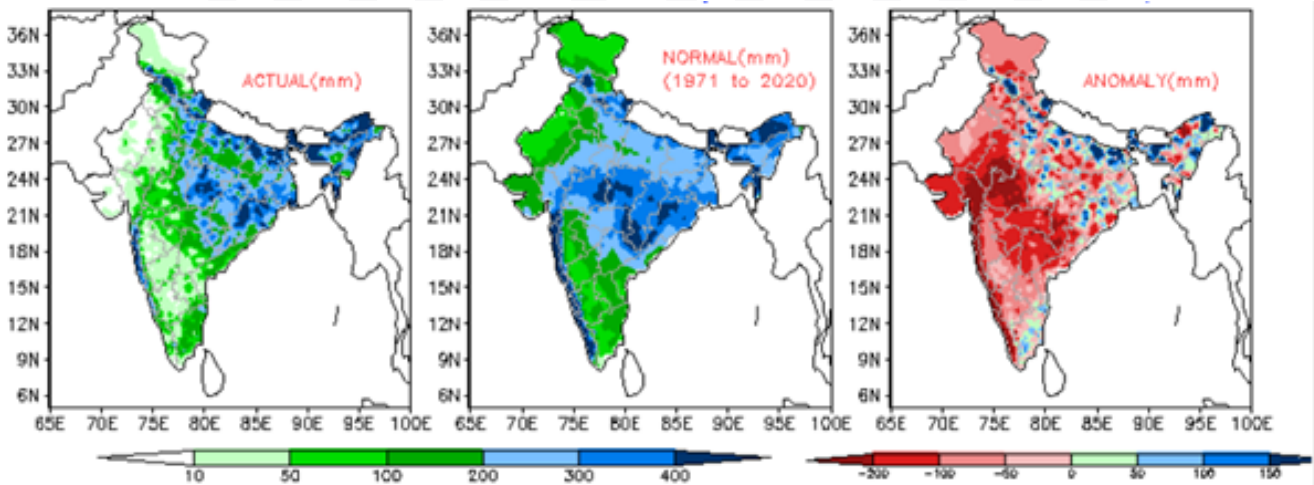 ACTUAL(mm)
36N
33N
30N
27N
24N
21N
18N
15N
12N
9N
6N
65E 70E 75E 80E 85E 90E 95E 100E
NORMAL(mm)
(1971 to 2020)
36N
33N
30N
27N
24N
21N
18N
15N
12N
9N
6N
65E 70E 75E 80E 85E 90E 95E 100E
ANOMALY(mm)
36N
33N
30N
27N
24N
21N
18N
15N
12N
9N
6N
65E 70E 75E 80E 85E 90E 95E 100E
10 50 100 200 300 400
-200 -100 -50 0 50 100 150